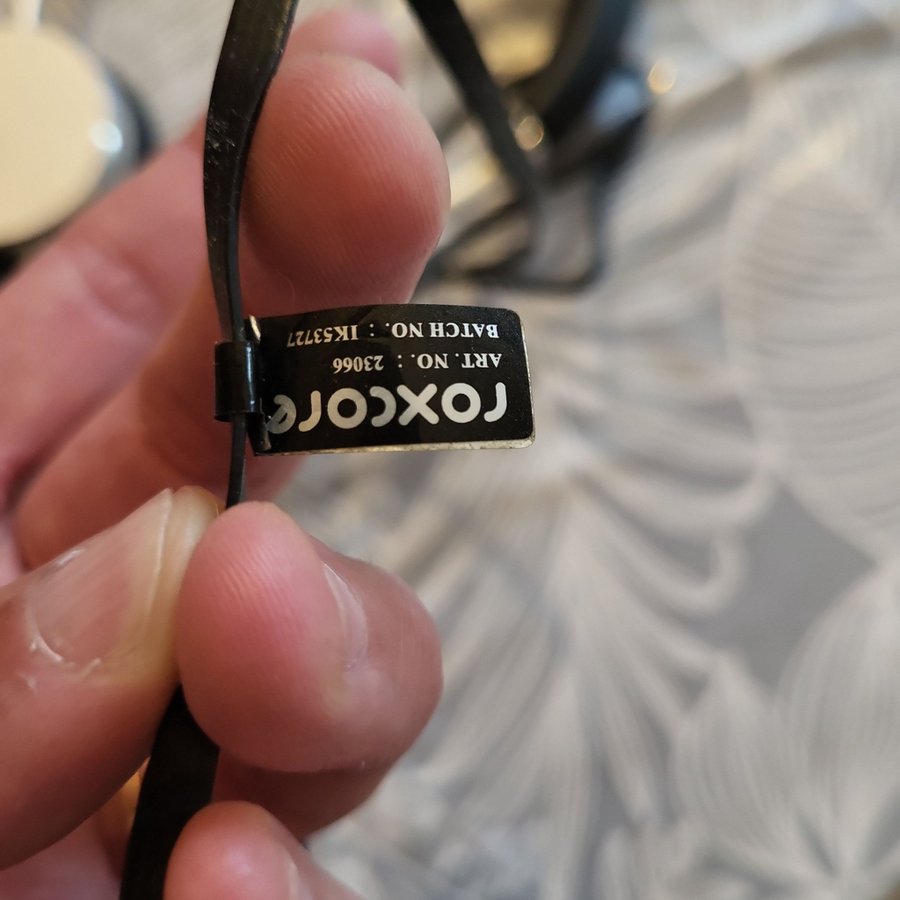 roxcore
ART. NO. : 23066
BATCH NO. : IK53727